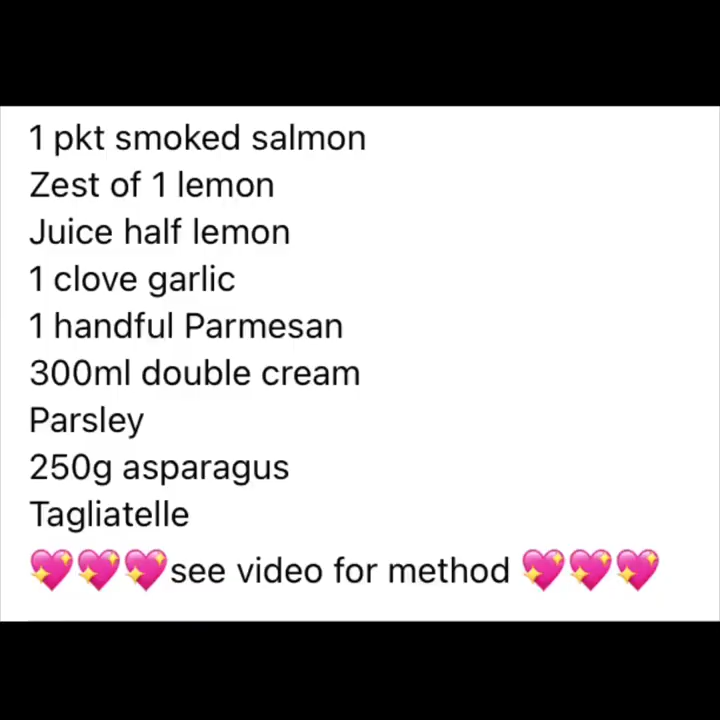 1 pkt smoked salmon
Zest of 1 lemon
Juice half lemon
1 clove garlic
1 handful Parmesan
300ml double cream
Parsley
250g asparagus
Tagliatelle
💖💖💖see video for method 💖💖💖